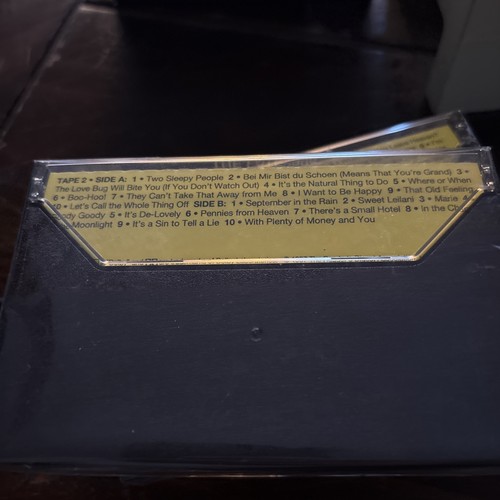 TAPE 2 • SIDE A: 1 • Two Sleepy People 2 • Bei Mir Bist du Schoen (Means That You're Grand) 3 •
The Love Bug Will Bite You (If You Don't Watch Out) 4 • It's the Natural Thing to Do 5 • Where or When
6 • Boo-Hoo! 7 • They Can't Take That Away from Me 8 • I Want to Be Happy 9 • That Old Feeling
10 • Let's Call the Whole Thing Off SIDE B: 1 • September in the Rain 2 • Sweet Leilani 3 • Marie 4 •
Goody 5 • It's De-Lovely 6 • Pennies from Heaven 7 • There's a Small Hotel 8 • In the
Moonlight 9 • It's a Sin to Tell a Lie 10 • With Plenty of Money and You